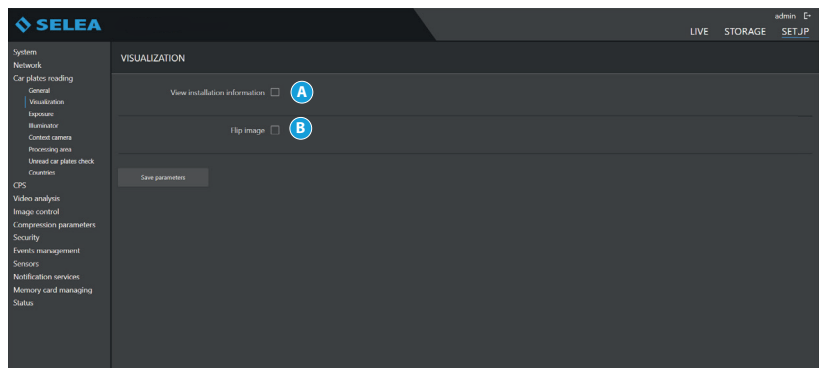 SELEA
admin
LIVE STORAGE SETUP
System
Network
Car plates reading
General
Visualization
Exposure
Illuminator
Context camera
Processing area
Unread car plates check
Countries
CPS
Video analysis
Image control
Compression parameters
Security
Events management
Sensors
Notification services
Memory card managing
Status
VISUALIZATION
View installation information A
Flip image B
Save parameters